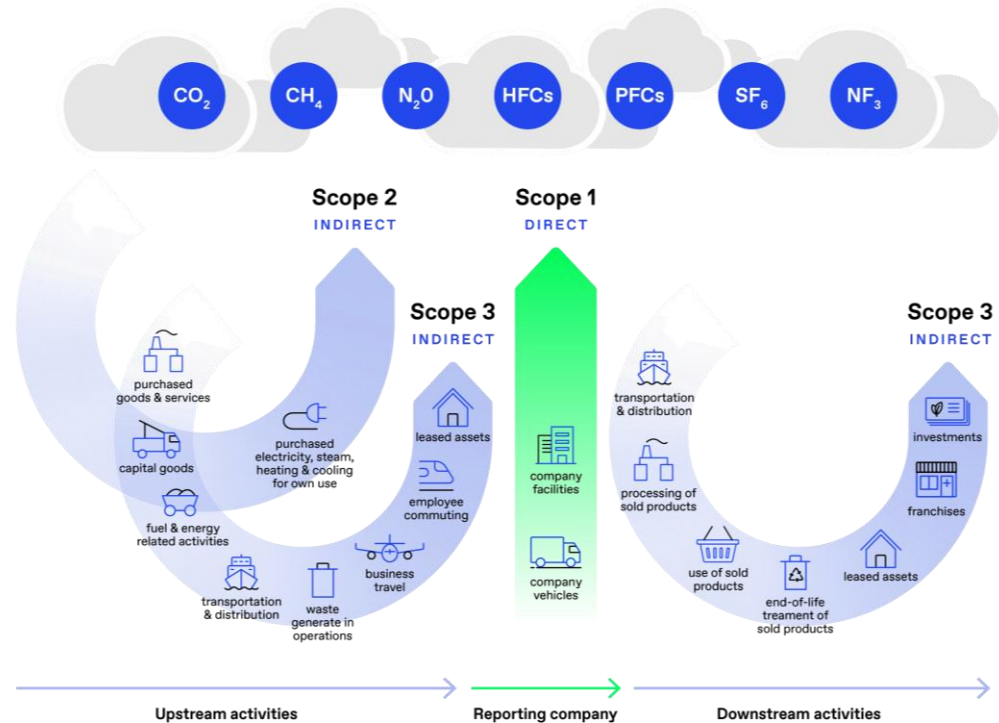 CO₂
CH₄
N₂0
HFCs
PFCs
SF₆
NF₃
Scope 2
INDIRECT
Scope 1
DIRECT
Scope 3
INDIRECT
Scope 3
INDIRECT
purchased
goods & services
capital goods
fuel & energy
related activities
purchased
electricity, steam,
heating & cooling
for own use
transportation
& distribution
waste
generate in
operations
business
travel
employee
commuting
leased assets
company
facilities
company
vehicles
transportation
& distribution
processing of
sold products
use of sold
products
end-of-life
treament of
sold products
leased assets
franchises
investments
Upstream activities
Reporting company
Downstream activities